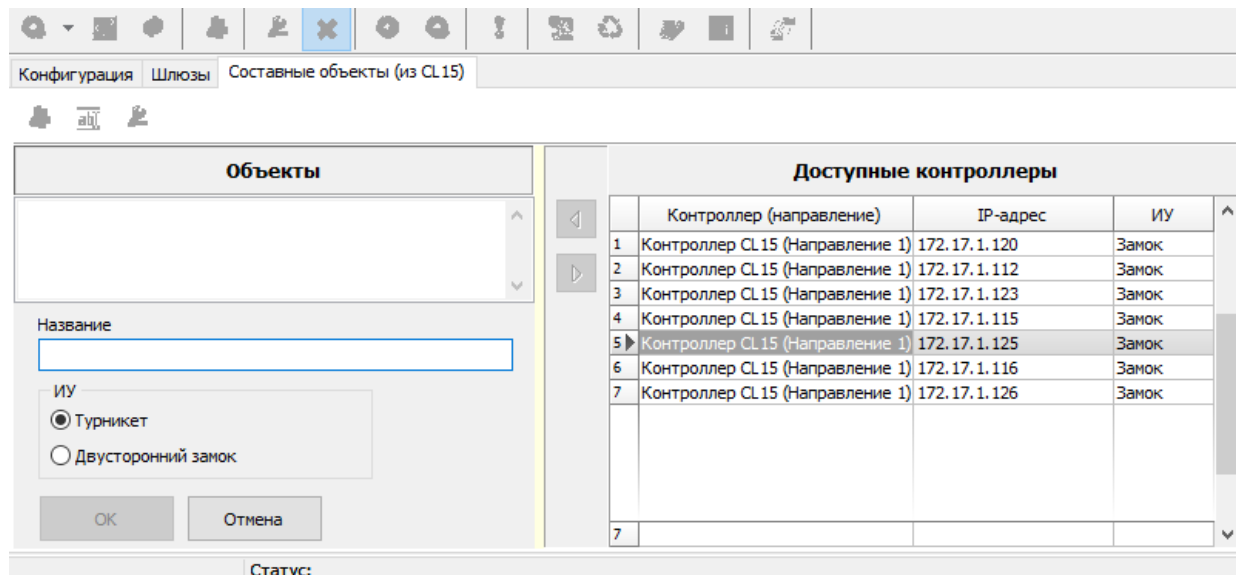 Конфигурация Шлюзы Составные объекты (из CL15)
ab
Объекты
Название
ИУ
Турникет
Двусторонний замок
ОК Отмена
Доступные контроллеры
Контроллер (направление) IP-адрес ИУ
1 Контроллер CL15 (Направление 1) 172.17.1.120 Замок
2 Контроллер CL15 (Направление 1) 172.17.1.112 Замок
3 Контроллер CL15 (Направление 1) 172.17.1.123 Замок
4 Контроллер CL15 (Направление 1) 172.17.1.115 Замок
5 Контроллер CL15 (Направление 1) 172.17.1.125 Замок
6 Контроллер CL15 (Направление 1) 172.17.1.116 Замок
7 Контроллер CL15 (Направление 1) 172.17.1.126 Замок
7
Статус: